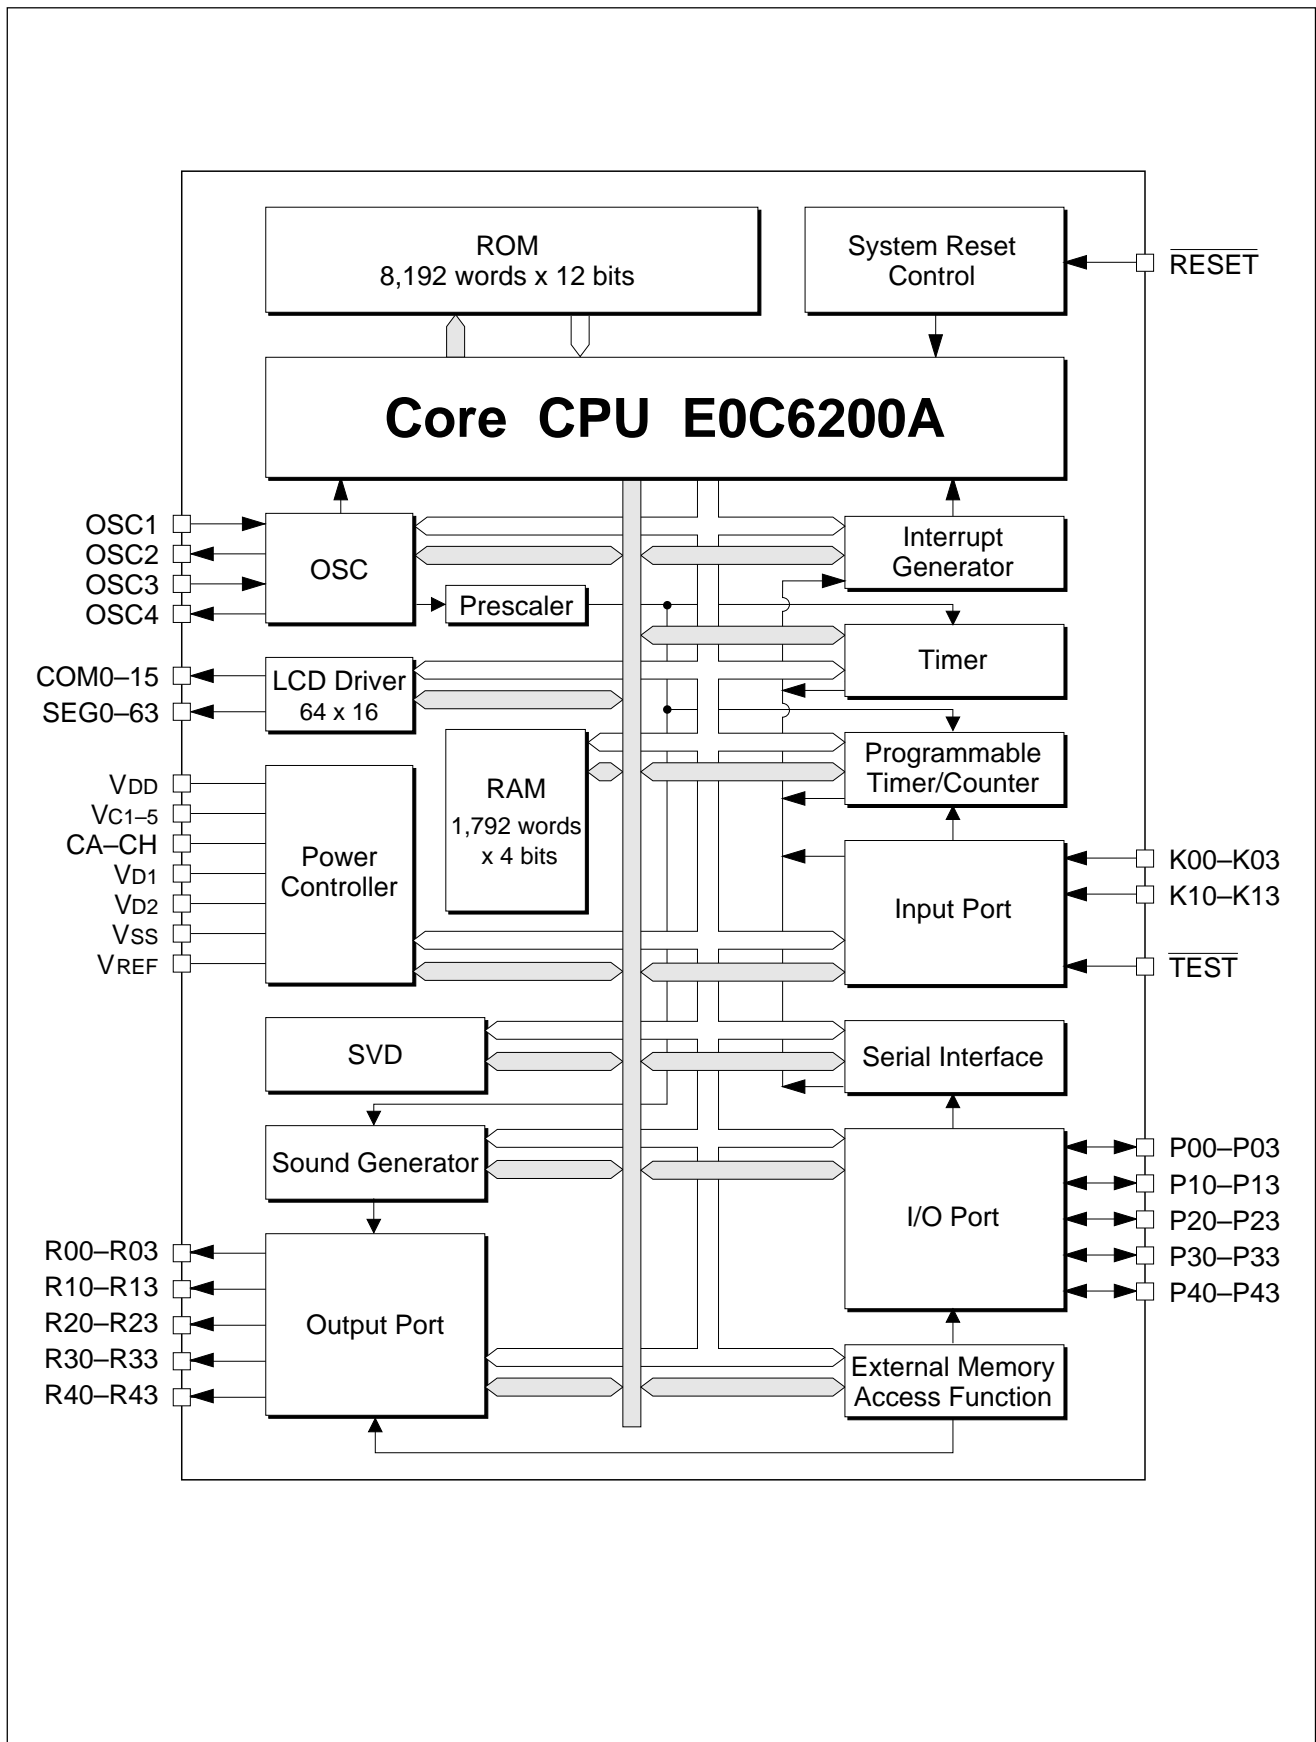 ROM
8,192 words x 12 bits
System Reset
Control
RESET
Core CPU E0C6200A
OSC1
OSC2
OSC3
OSC4
OSC
Prescaler
Interrupt
Generator
Timer
COM0–15
SEG0–63
LCD Driver
64 x 16
RAM
1,792 words
x 4 bits
Programmable
Timer/Counter
VDD
VC1–5
CA–CH
VD1
VD2
VSS
VREF
Power
Controller
Input Port
K00–K03
K10–K13
TEST
SVD
Serial Interface
Sound Generator
I/O Port
P00–P03
P10–P13
P20–P23
P30–P33
P40–P43
R00–R03
R10–R13
R20–R23
R30–R33
R40–R43
Output Port
External Memory
Access Function